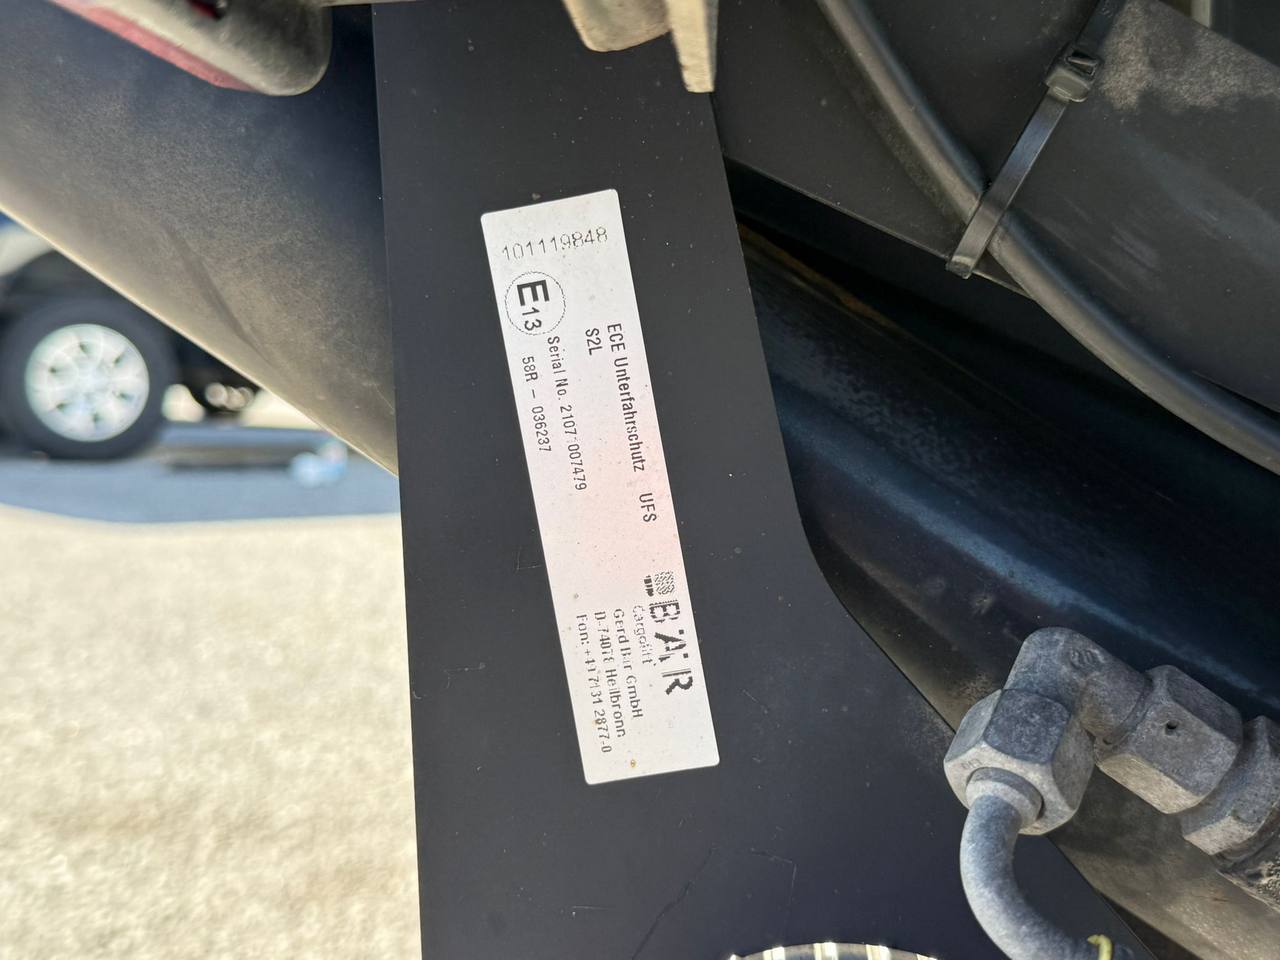 101119848
ECE Unterfahrschutz UFS
S2L
E13
Serial No. 2107 007479
58R - 036237
BÄR
Cargolift
Gerd Bär GmbH
D-74078 Heilbronn
Fon: +49 7131 2877-0